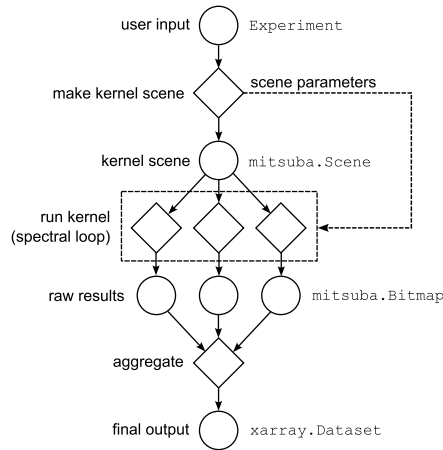 user input
Experiment
make kernel scene
scene parameters
kernel scene
mitsuba.Scene
run kernel
(spectral loop)
raw results
mitsuba.Bitmap
aggregate
final output
xarray.Dataset